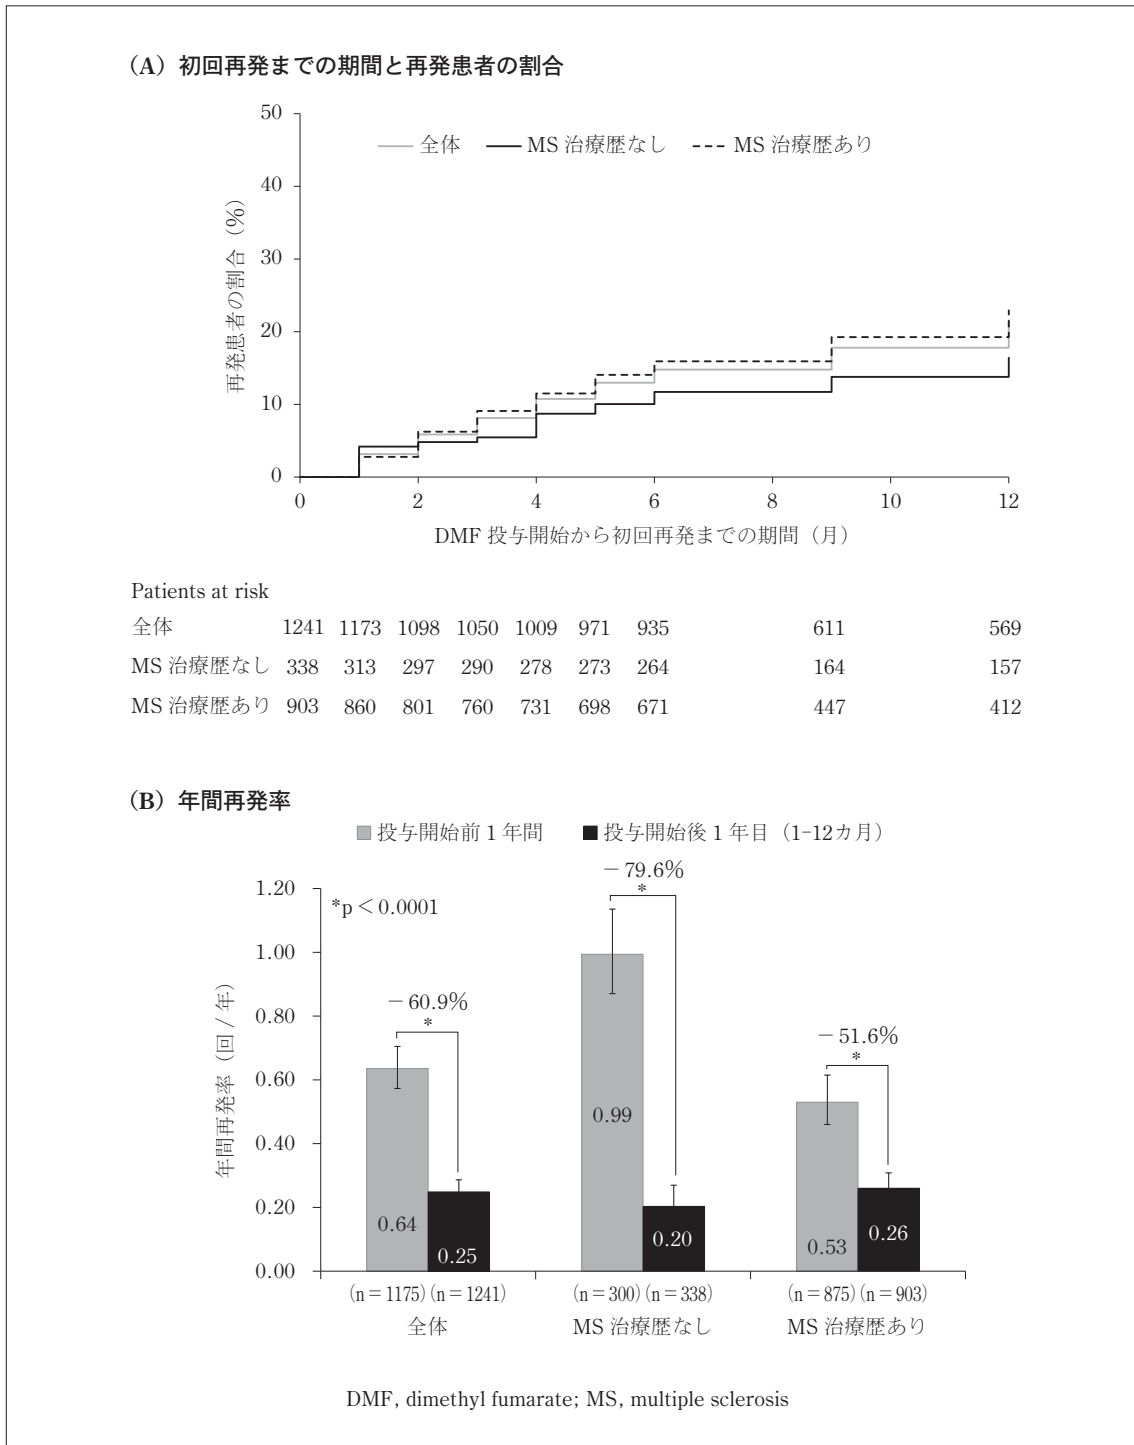 (A) 初回再発までの期間と再発患者の割合
50
40
30
20
10
0
再発患者の割合 (%)
全体 MS 治療歴なし MS 治療歴あり
0 2 4 6 8 10 12
DMF 投与開始から初回再発までの期間（月）
Patients at risk
全体 1241 1173 1098 1050 1009 971 935 611 569
MS 治療歴なし 338 313 297 290 278 273 264 164 157
MS 治療歴あり 903 860 801 760 731 698 671 447 412
(B) 年間再発率
投与開始前 1 年間 投与開始後 1 年目（1-12カ月）
年間再発率（回 / 年）
1.20
1.00
0.80
0.60
0.40
0.20
0.00
*p＜0.0001
－60.9%
*
－79.6%
*
－51.6%
*
0.64
0.25
0.99
0.20
0.53
0.26
(n＝1175) (n＝1241) (n＝300) (n＝338) (n＝875) (n＝903)
全体 MS 治療歴なし MS 治療歴あり
DMF, dimethyl fumarate; MS, multiple sclerosis